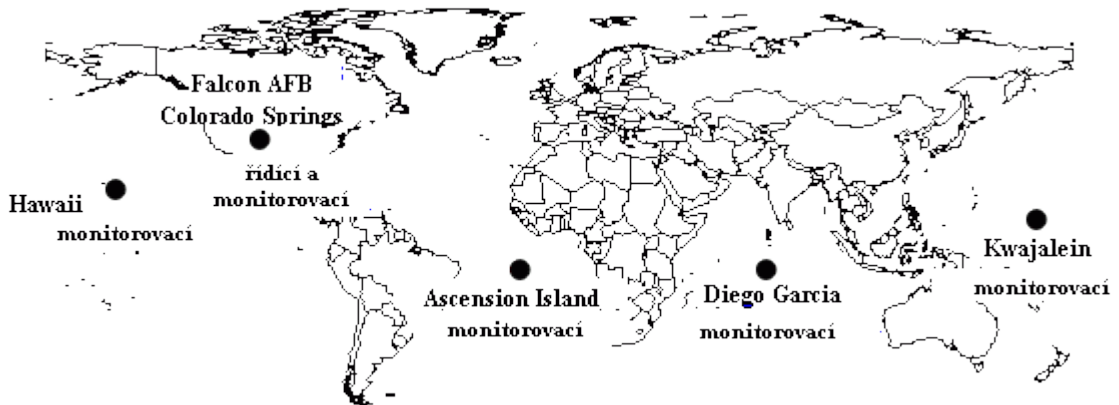 Falcon AFB
Colorado Springs
řídící a
monitorovací
Hawaii
monitorovací
Ascension Island
monitorovací
Diego Garcia
monitorovací
Kwajalein
monitorovací